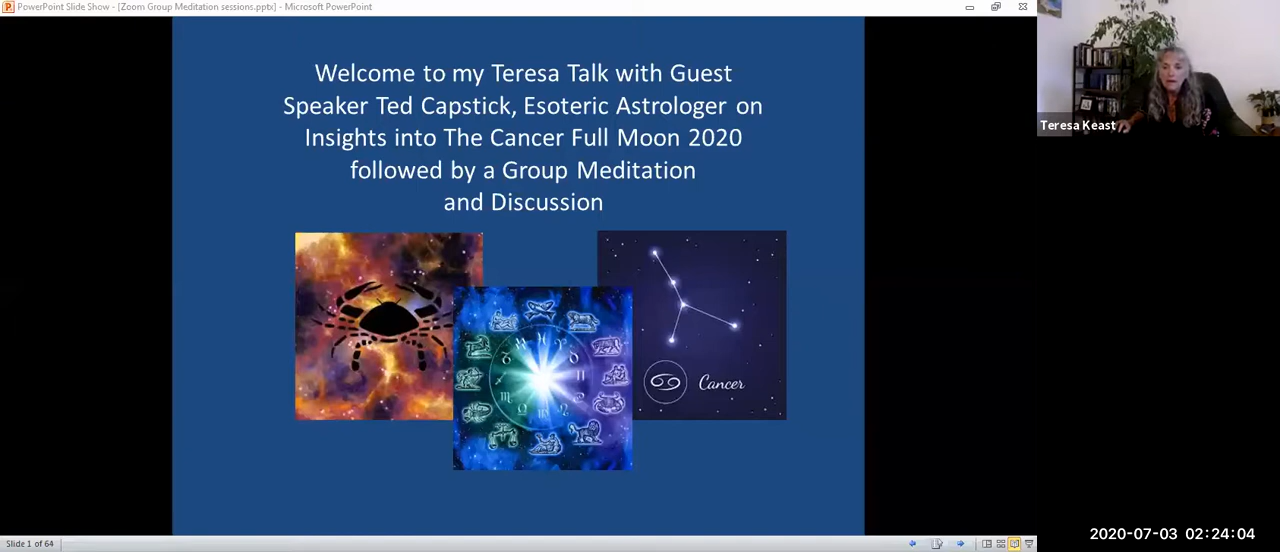 PowerPoint Slide Show - [Zoom Group Meditation sessions.pptx] - Microsoft PowerPoint
Welcome to my Teresa Talk with Guest
Speaker Ted Capstick, Esoteric Astrologer on
Insights into The Cancer Full Moon 2020
followed by a Group Meditation
and Discussion
Cancer
Teresa Keast
Slide 1 of 64
2020-07-03 02:24:04